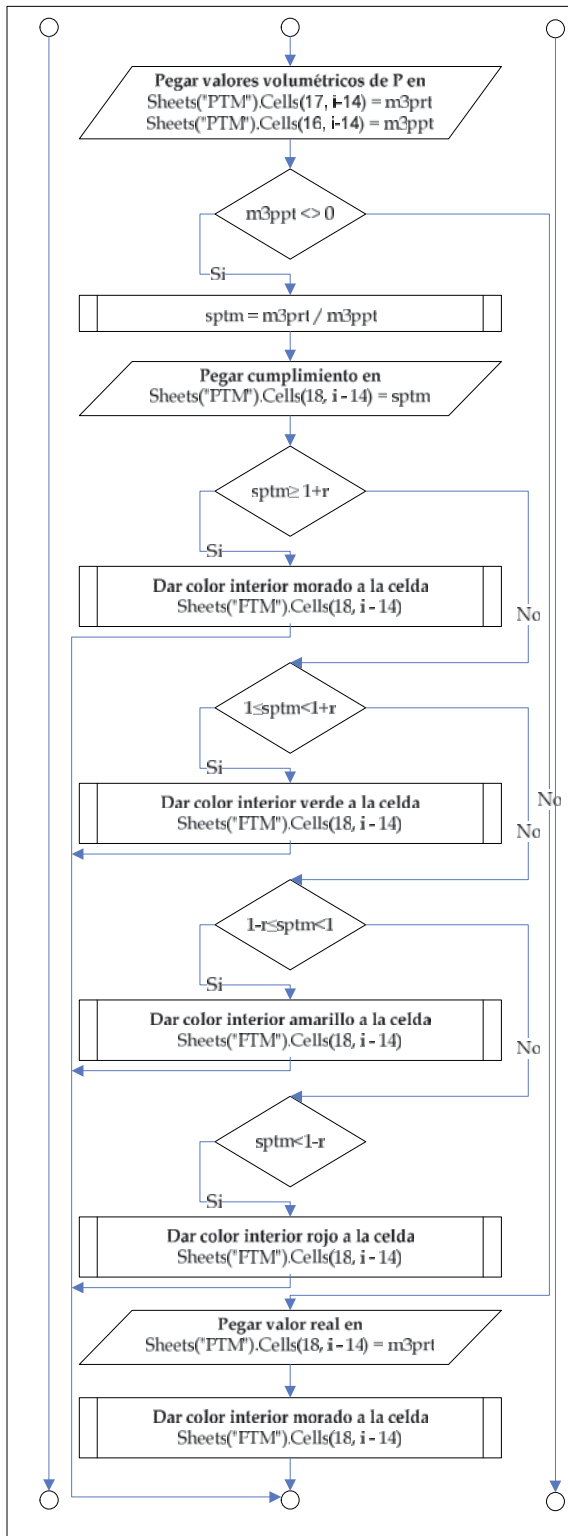 Pegar valores volumétricos de P en
Sheets("PTM").Cells(17, i-14) = m3prt
Sheets("PTM").Cells(16, i-14) = m3ppt
m3ppt <> 0
Si
sptm = m3prt / m3ppt
Pegar cumplimiento en
Sheets("PTM").Cells(18, i - 14) = sptm
sptm≥ 1+r
Si
Dar color interior morado a la celda
Sheets("FTM").Cells(18, i - 14)
No
1≤sptm<1+r
Si
No
Dar color interior verde a la celda
Sheets("FTM").Cells(18, i - 14)
No
1-r≤sptm<1
Si
Dar color interior amarillo a la celda
Sheets("FTM").Cells(18, i - 14)
No
sptm<1-r
Si
Dar color interior rojo a la celda
Sheets("FTM").Cells(18, i - 14)
Pegar valor real en
Sheets("PTM").Cells(18, i - 14) = m3prt
Dar color interior morado a la celda
Sheets("FTM").Cells(18, i - 14)